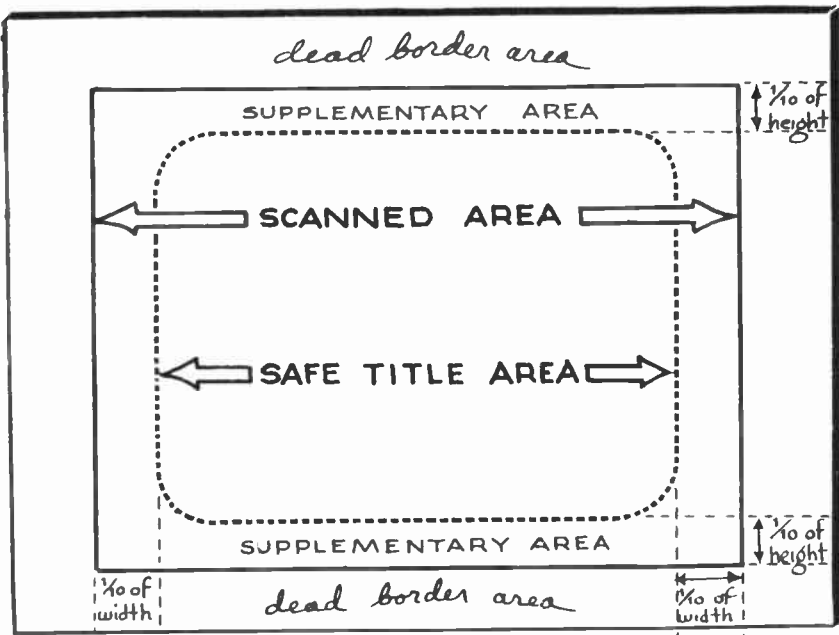 dead border area
SUPPLEMENTARY AREA
1/10 of
height
SCANNED AREA
SAFE TITLE AREA
SUPPLEMENTARY AREA
1/10 of
height
1/10 of
width
dead border area
1/10 of
width